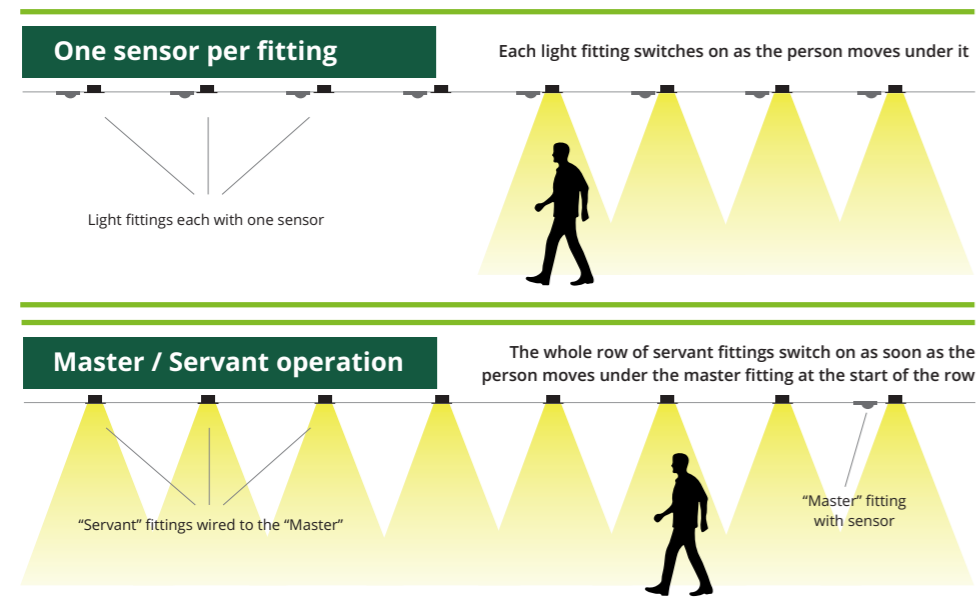 One sensor per fitting
Each light fitting switches on as the person moves under it
Light fittings each with one sensor
Master / Servant operation
The whole row of servant fittings switch on as soon as the
person moves under the master fitting at the start of the row
“Servant” fittings wired to the “Master”
“Master” fitting
with sensor